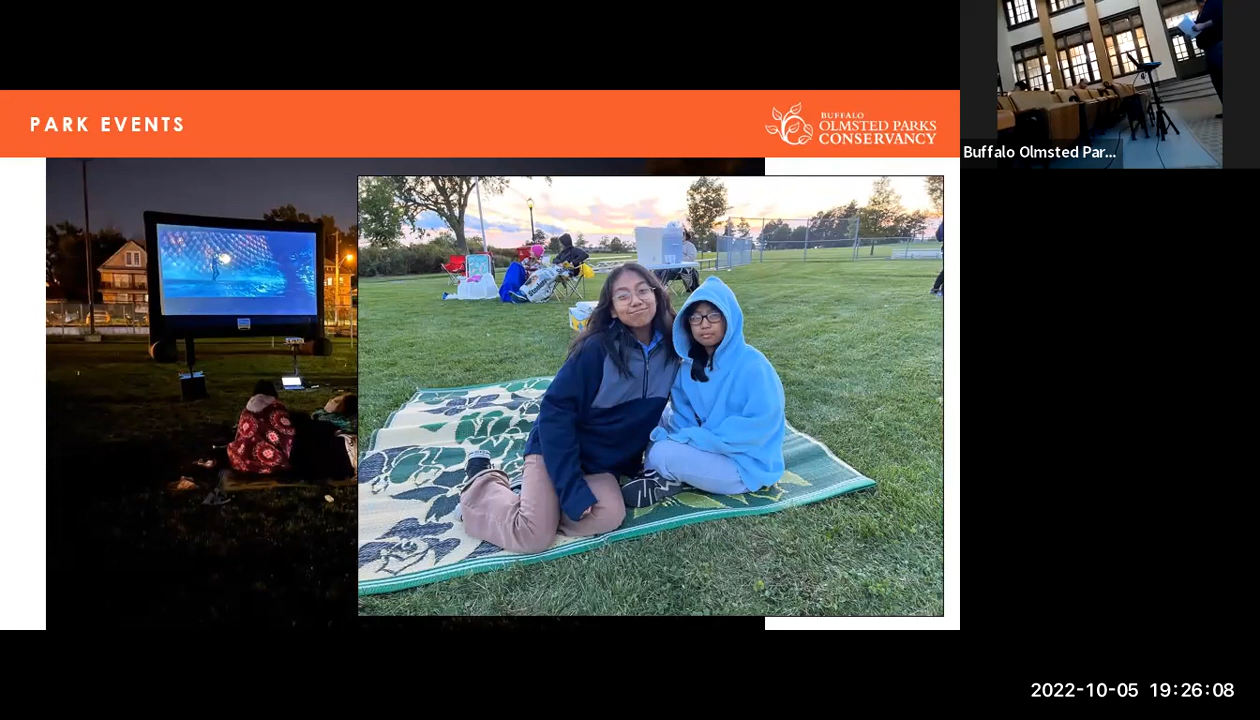 PARK EVENTS
BUFFALO
OLMSTED PARKS
CONSERVANCY
Buffalo Olmsted Par...
2022-10-05 19:26:08